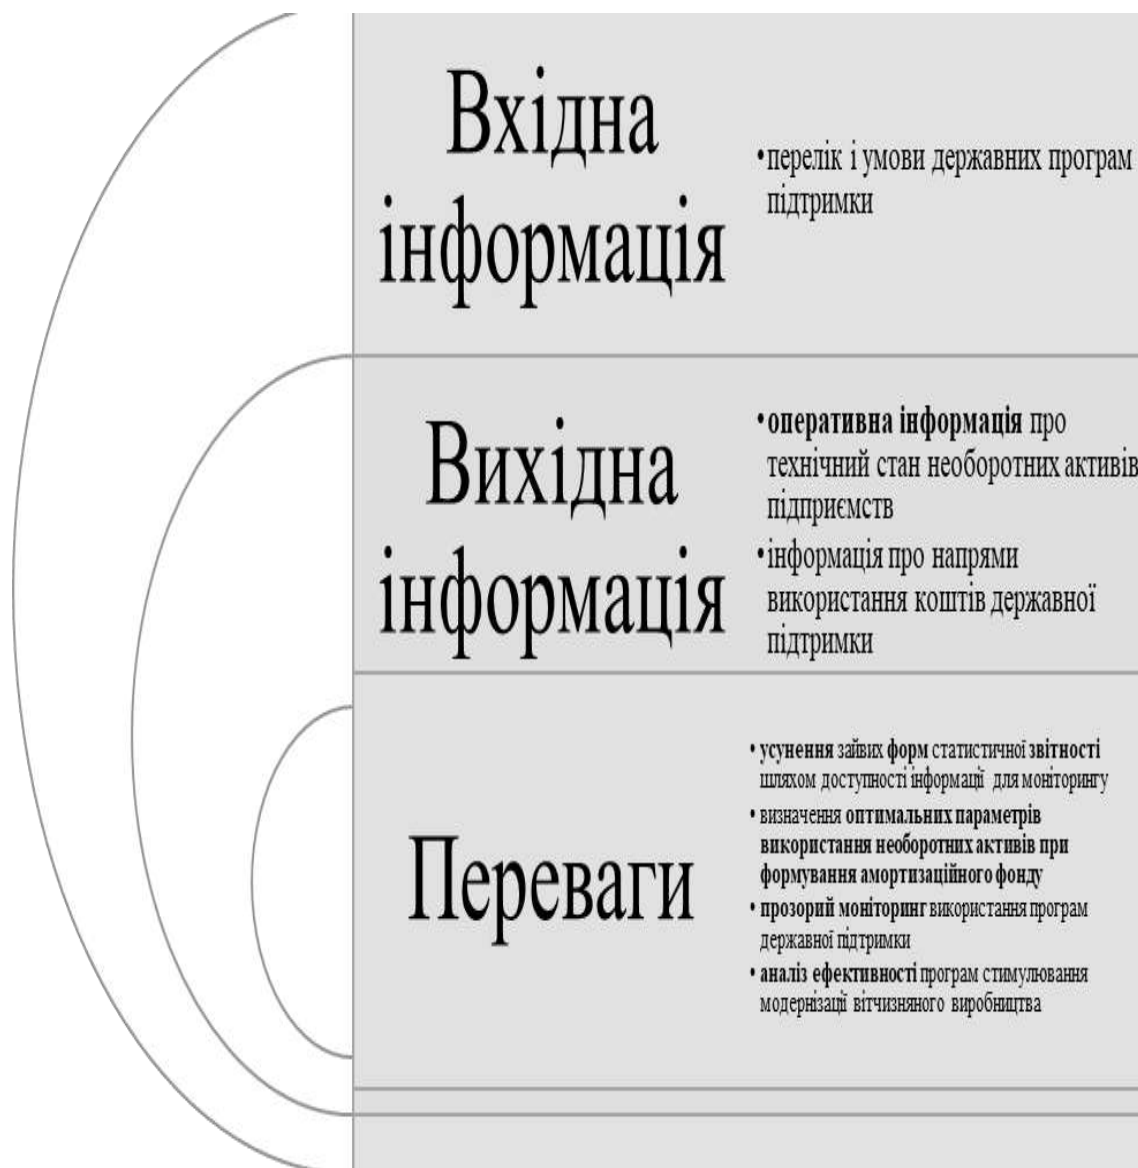 Вхідна
інформація
•перелік і умови державних програм
підтримки
Вихідна
інформація
•оперативна інформація про
технічний стан необоротних активів
підприємств
•інформація про напрями
використання коштів державної
підтримки
Переваги
• усунення зайвих форм статистичної звітності
шляхом доступності інформації для моніторингу
• визначення оптимальних параметрів
використання необоротних активів при
формування амортизаційного фонду
• прозорий моніторинг використання програм
державної підтримки
• аналіз ефективності програм стимулювання
модернізації вітчизняного виробництва